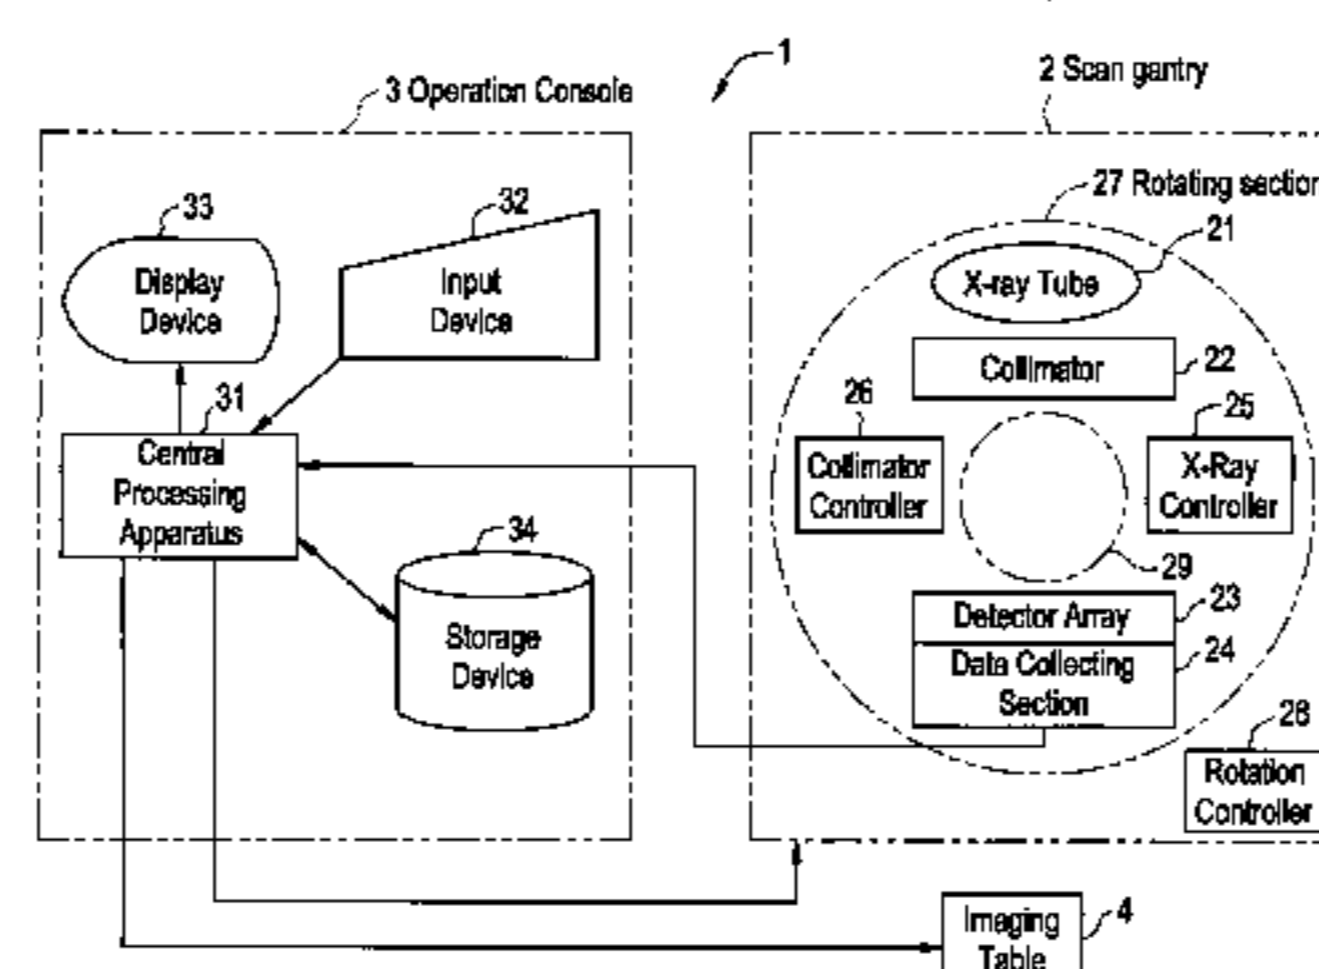 1
3 Operation Console
2 Scan gantry
33
32
27 Rotating section
21
Display
Device
Input
Device
X-ray Tube
31
Collimator
22
26
25
Central
Processing
Apparatus
Collimator
Controller
X-Ray
Controller
34
29
Storage
Device
Detector Array
23
Data Collecting
Section
24
28
Rotation
Controller
Imaging
Table
4